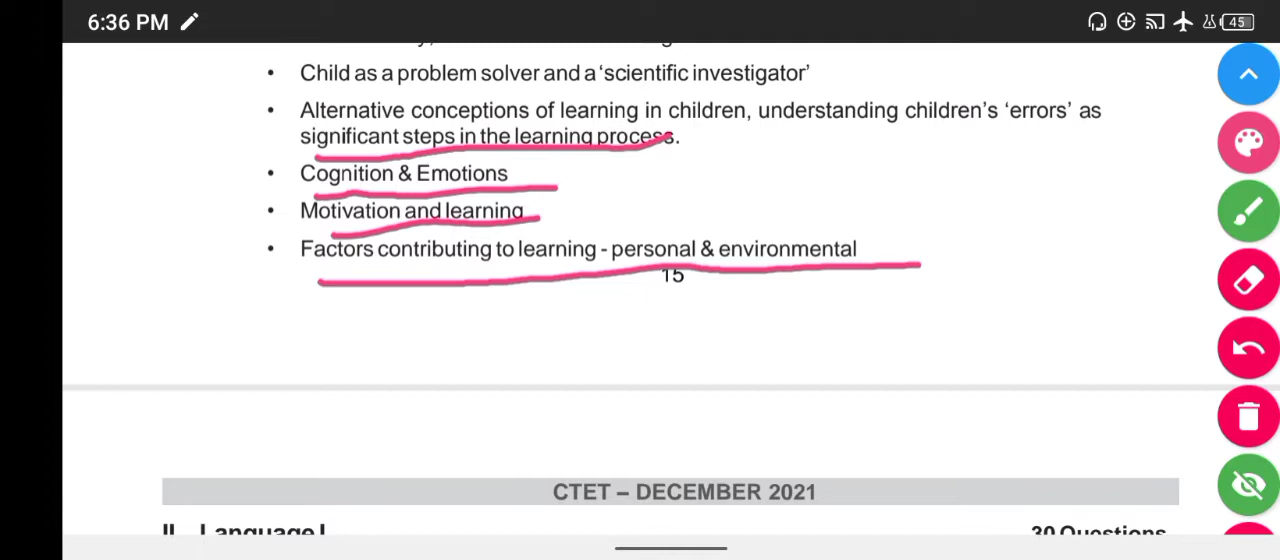 6:36 PM
45
• Child as a problem solver and a ‘scientific investigator’
• Alternative conceptions of learning in children, understanding children’s ‘errors’ as
significant steps in the learning process.
• Cognition & Emotions
• Motivation and learning
• Factors contributing to learning - personal & environmental
15
CTET – DECEMBER 2021
II. Language I
30 Questions